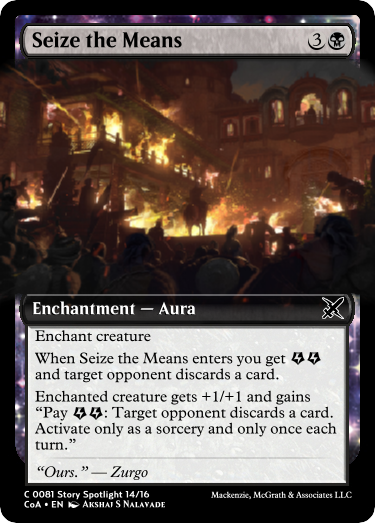 Seize the Means 3
Enchantment — Aura
Enchant creature
When Seize the Means enters you get
and target opponent discards a card.
Enchanted creature gets +1/+1 and gains
“Pay : Target opponent discards a card.
Activate only as a sorcery and only once each
turn.”
“Ours.” — Zurgo
C 0081 Story Spotlight 14/16
Mackenzie, McGrath & Associates LLC
CoA • EN Akshai S Nalavade